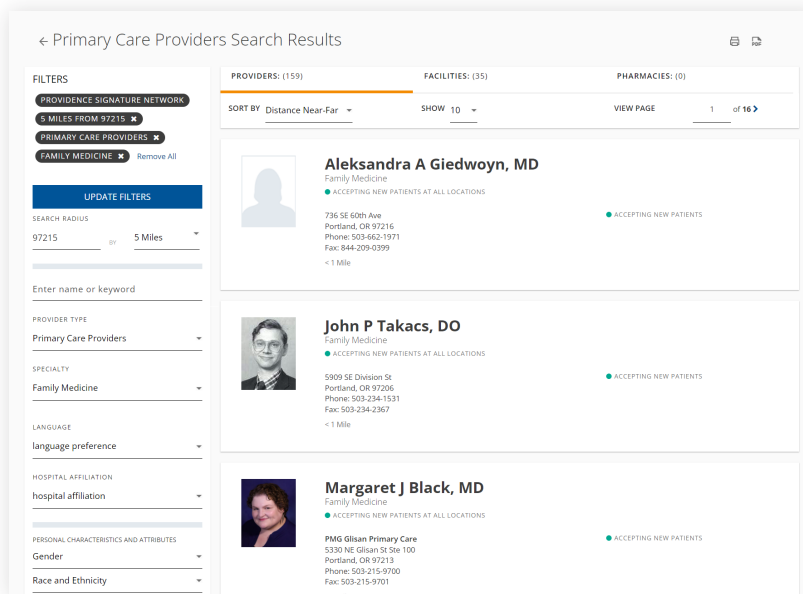 ← Primary Care Providers Search Results
PDF
FILTERS
PROVIDENCE SIGNATURE NETWORK
5 MILES FROM 97215 ✖
PRIMARY CARE PROVIDERS ✖
FAMILY MEDICINE ✖ Remove All
UPDATE FILTERS
SEARCH RADIUS
97215 BY 5 Miles
Enter name or keyword
PROVIDER TYPE
Primary Care Providers
SPECIALTY
Family Medicine
LANGUAGE
language preference
HOSPITAL AFFILIATION
hospital affiliation
PERSONAL CHARACTERISTICS AND ATTRIBUTES
Gender
Race and Ethnicity
PROVIDERS: (159) FACILITIES: (35) PHARMACIES: (0)
SORT BY Distance Near-Far SHOW 10 VIEW PAGE 1 of 16 >
Aleksandra A Giedwoyn, MD
Family Medicine
ACCEPTING NEW PATIENTS AT ALL LOCATIONS
736 SE 60th Ave ACCEPTING NEW PATIENTS
Portland, OR 97216
Phone: 503-662-1971
Fax: 844-209-0399
< 1 Mile
John P Takacs, DO
Family Medicine
ACCEPTING NEW PATIENTS AT ALL LOCATIONS
5909 SE Division St ACCEPTING NEW PATIENTS
Portland, OR 97206
Phone: 503-234-1531
Fax: 503-234-2367
< 1 Mile
Margaret J Black, MD
Family Medicine
ACCEPTING NEW PATIENTS AT ALL LOCATIONS
PMG Glisan Primary Care ACCEPTING NEW PATIENTS
5330 NE Glisan St Ste 100
Portland, OR 97213
Phone: 503-215-9700
Fax: 503-215-9701